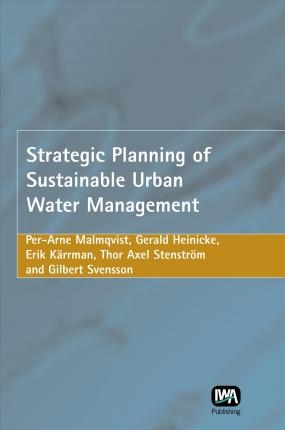 Strategic Planning of
Sustainable Urban
Water Management
Per-Arne Malmqvist, Gerald Heinicke,
Erik Kärrman, Thor Axel Stenström
and Gilbert Svensson
IWA
Publishing